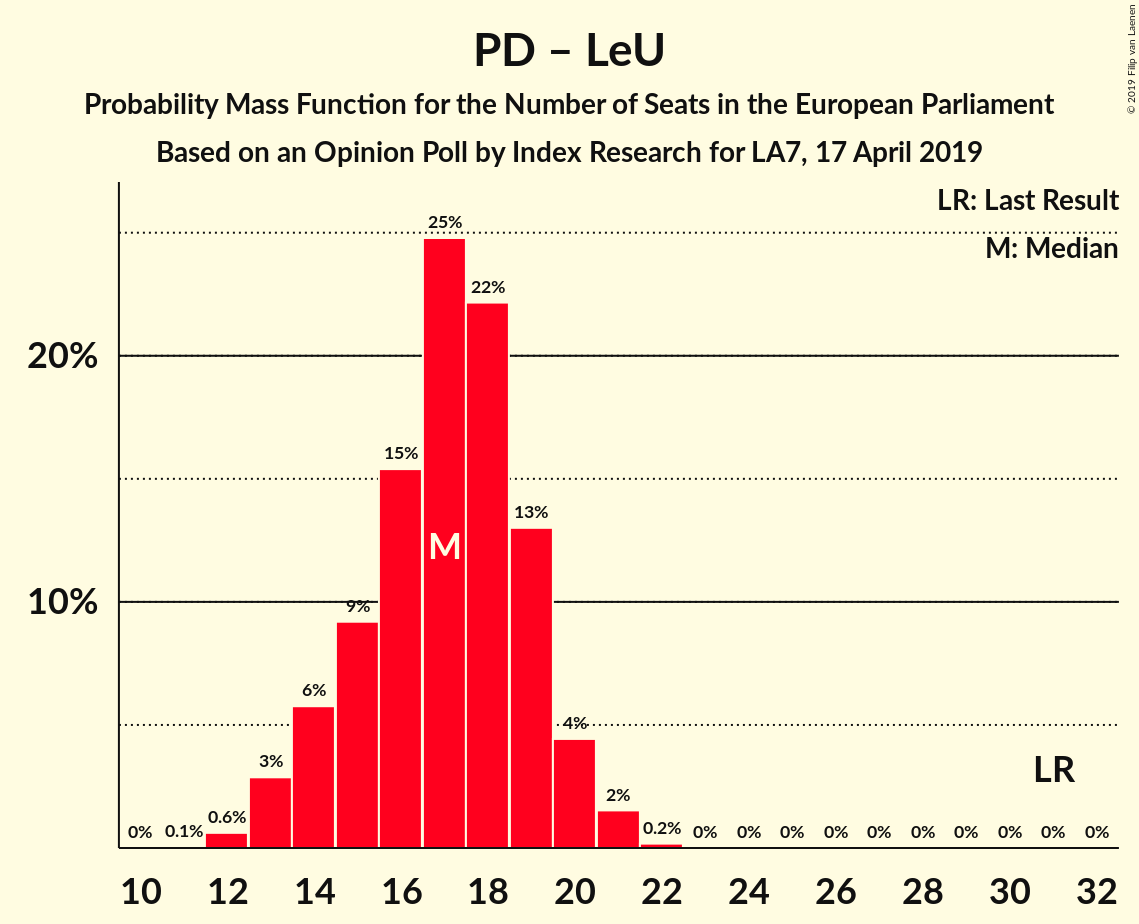 PD – LeU
Probability Mass Function for the Number of Seats in the European Parliament
Based on an Opinion Poll by Index Research for LA7, 17 April 2019
© 2019 Filip van Laenen
LR: Last Result
M: Median
25%
22%
20%
15%
13%
M
10%
9%
6%
4%
3%
LR
2%
0% 0.1% 0.6% 0.2% 0% 0% 0% 0% 0% 0% 0% 0% 0% 0%
10 12 14 16 18 20 22 24 26 28 30 32